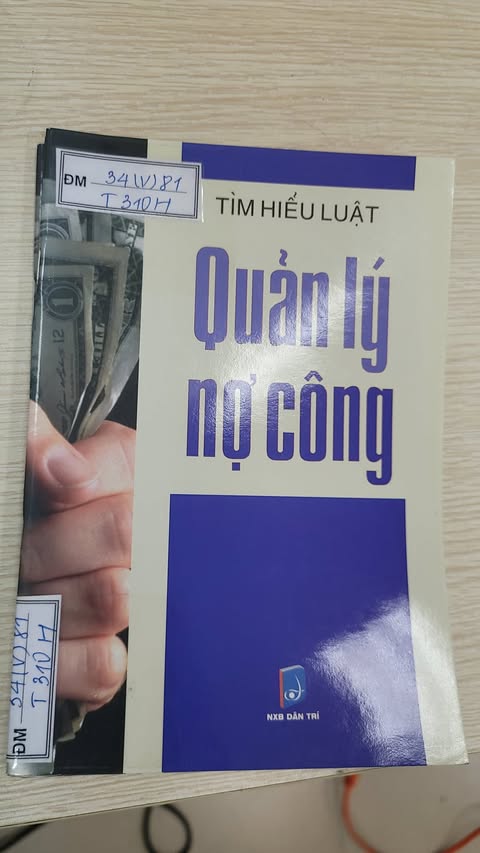 ĐM 34(V)81
T310H
TÌM HIỂU LUẬT
Quản lý
nợ công
NXB DÂN TRÍ
ĐM 34(V)81
T310H